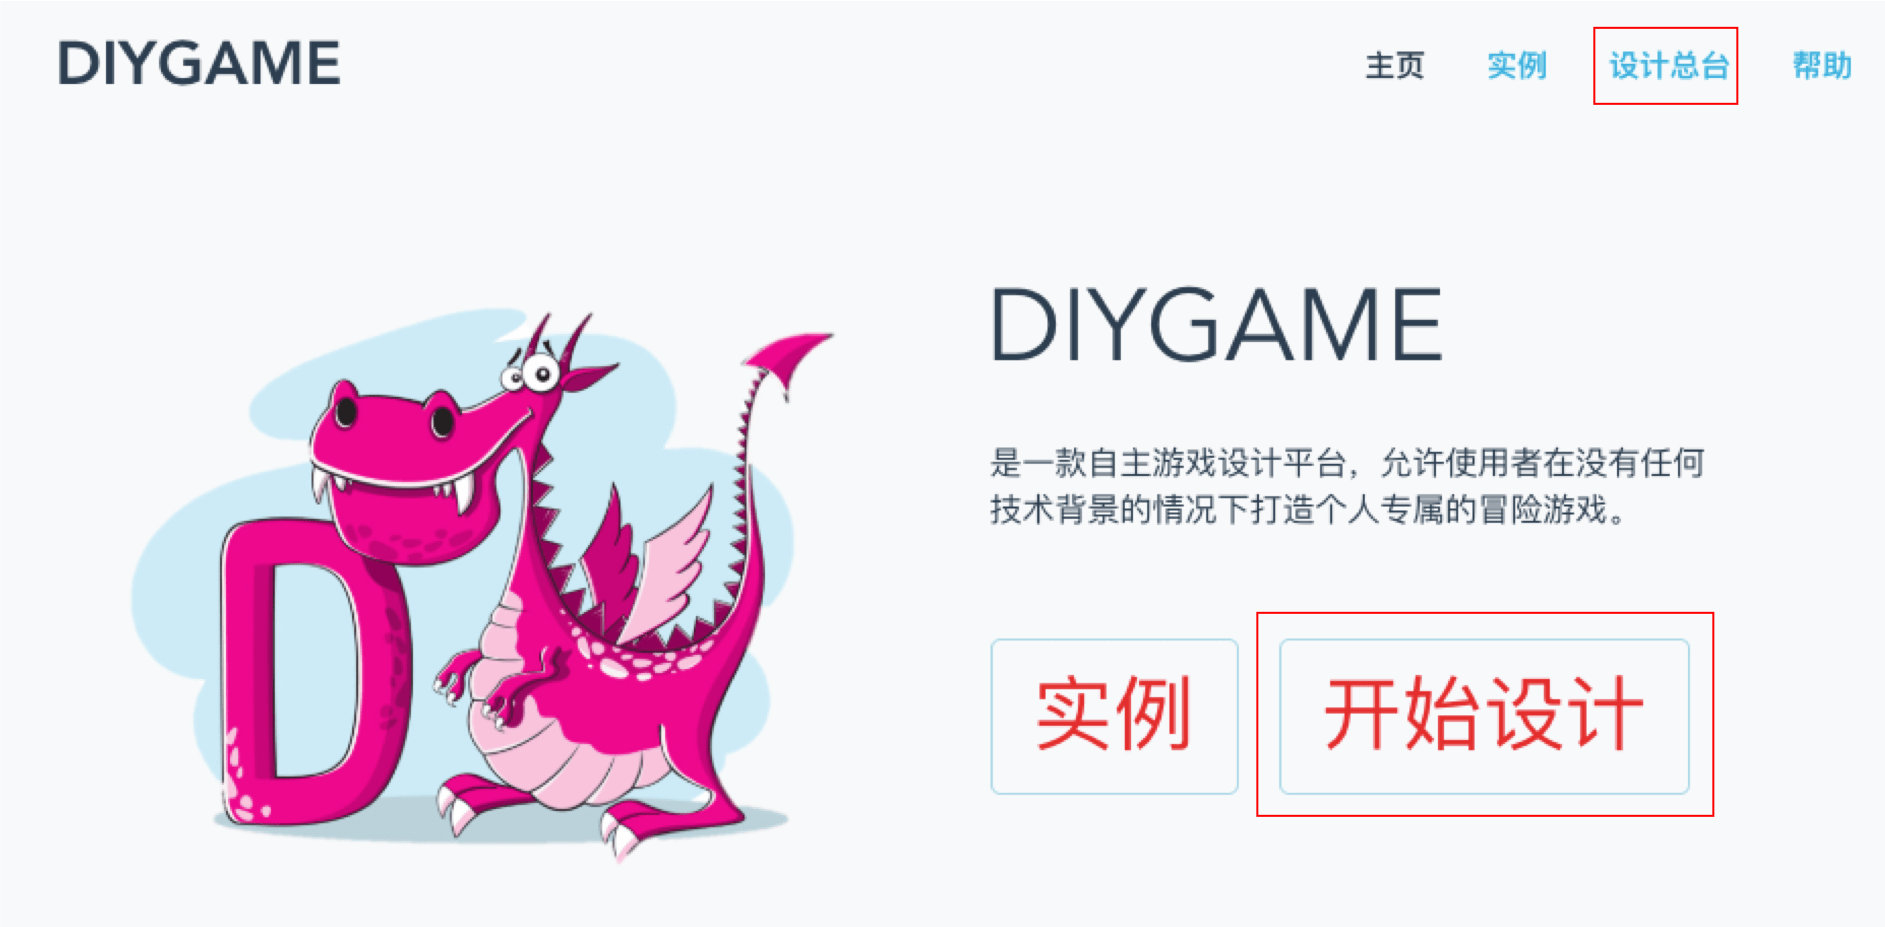 DIYGAME
主页 实例 设计总台 帮助
DIYGAME
是一款自主游戏设计平台，允许使用者在没有任何
技术背景的情况下打造个人专属的冒险游戏。
实例 开始设计
D